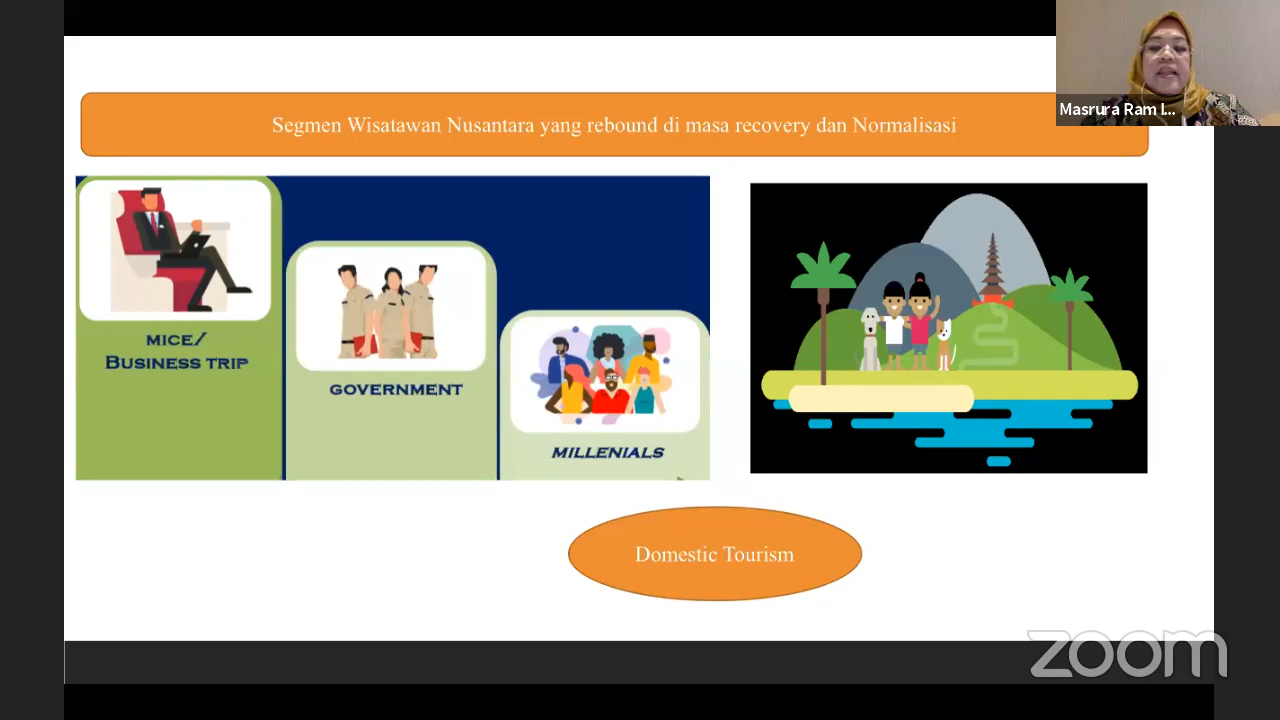 Masrura Ram I...
Segmen Wisatawan Nusantara yang rebound di masa recovery dan Normalisasi
MICE/
BUSINESS TRIP
GOVERNMENT
MILLENIALS
Domestic Tourism
zoom